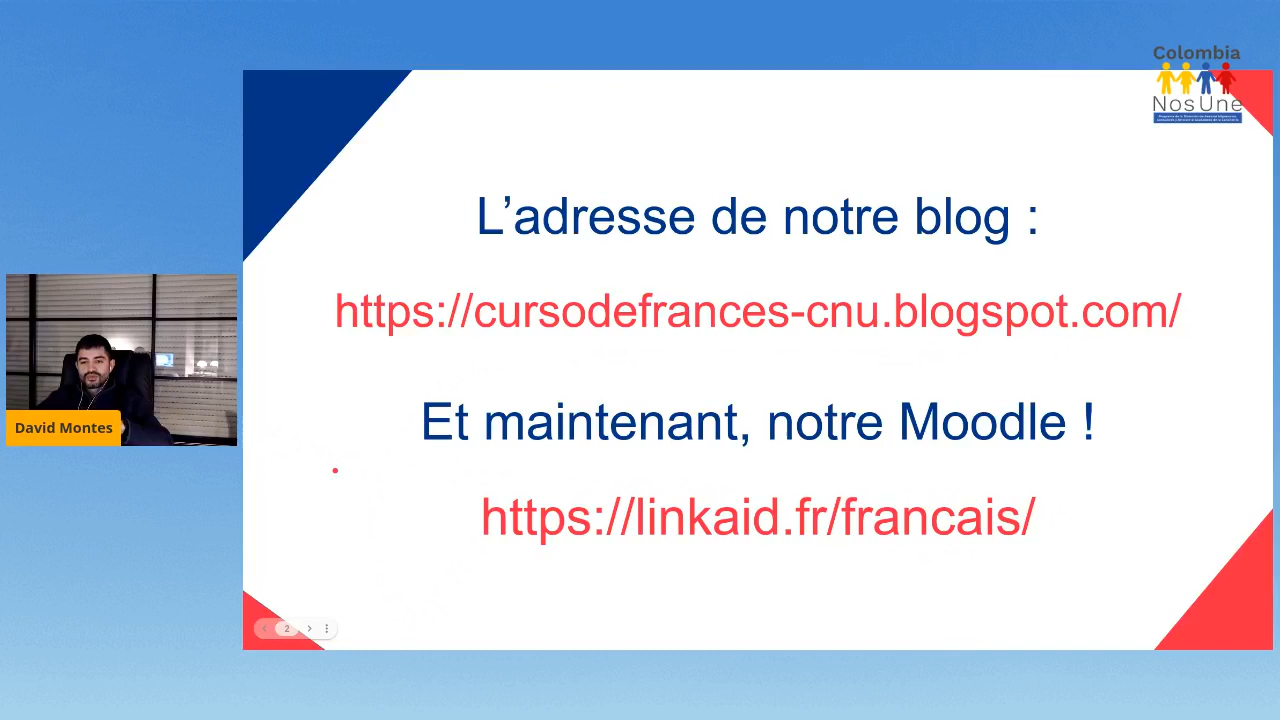 Colombia
NosUne
L’adresse de notre blog :
https://cursodefrances-cnu.blogspot.com/
Et maintenant, notre Moodle !
https://linkaid.fr/francais/
David Montes
2